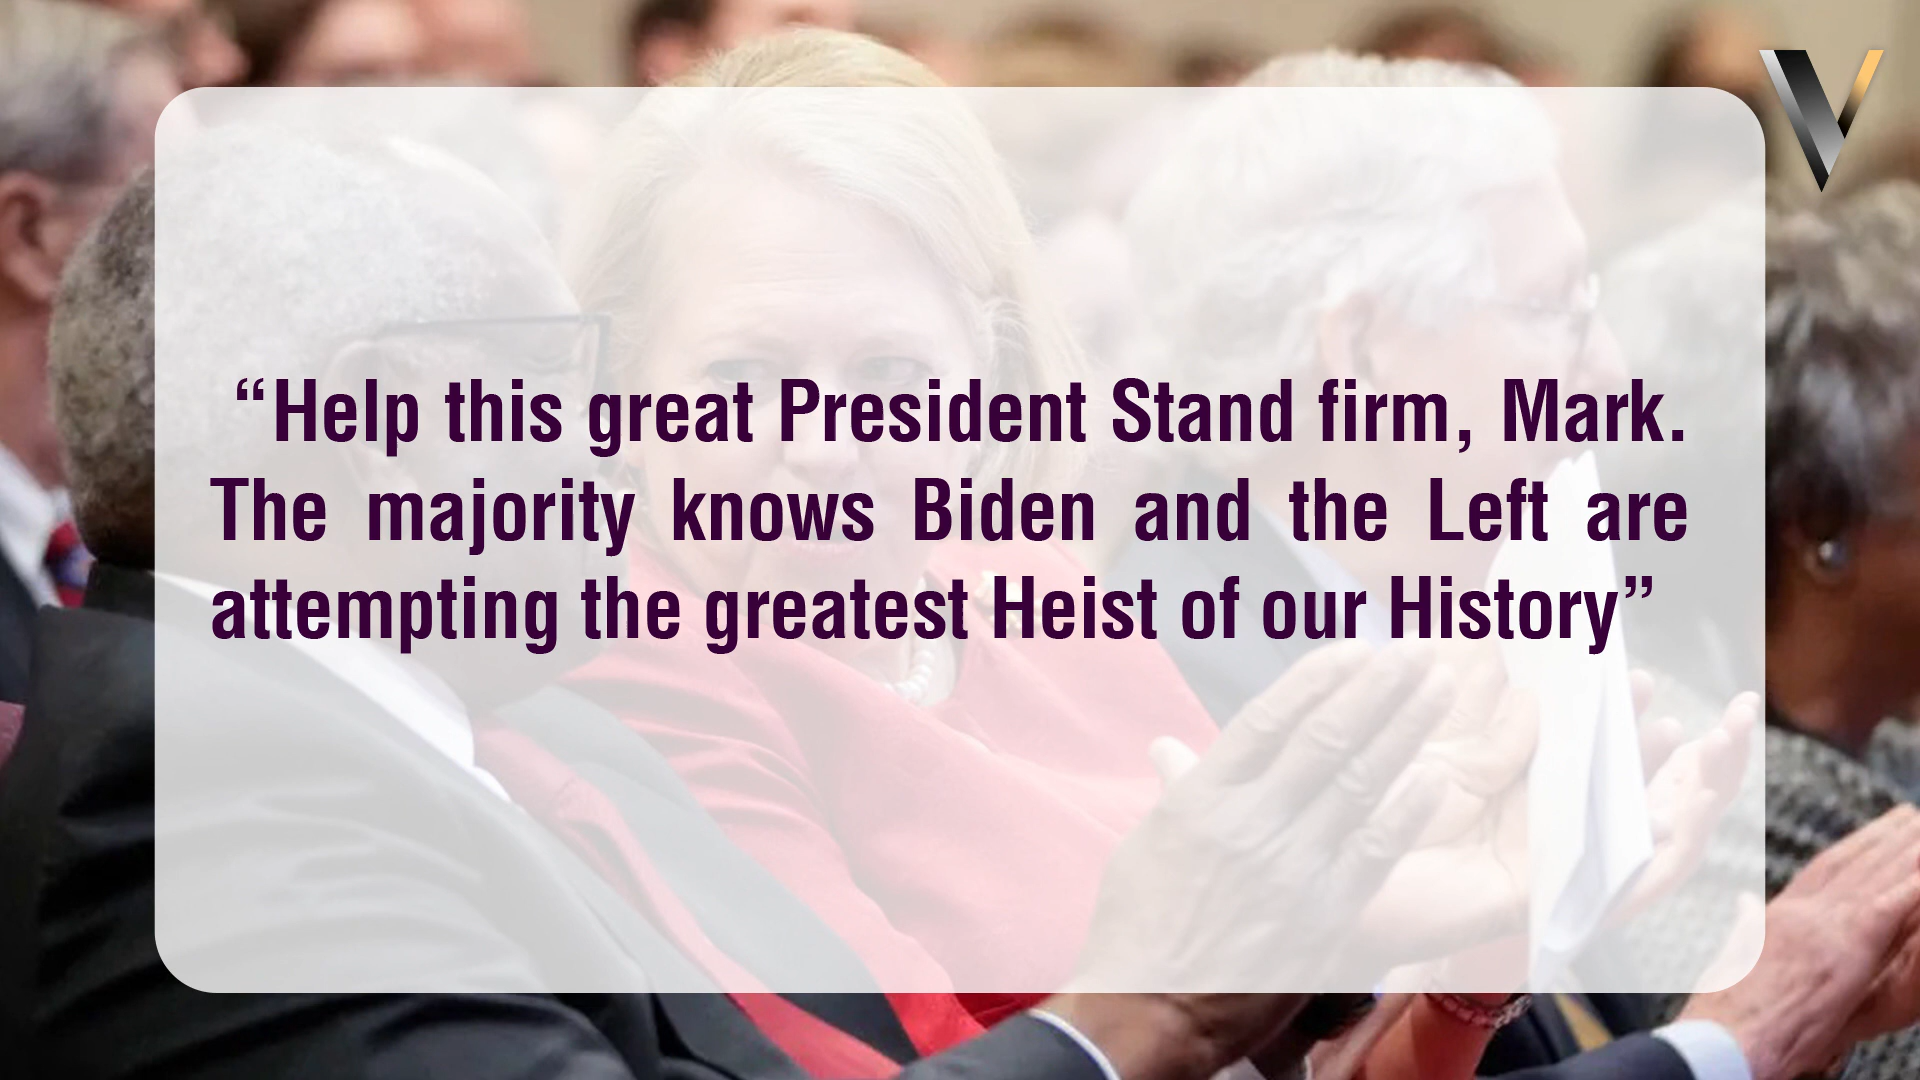 “Help this great President Stand firm, Mark.
The majority knows Biden and the Left are
attempting the greatest Heist of our History”
V